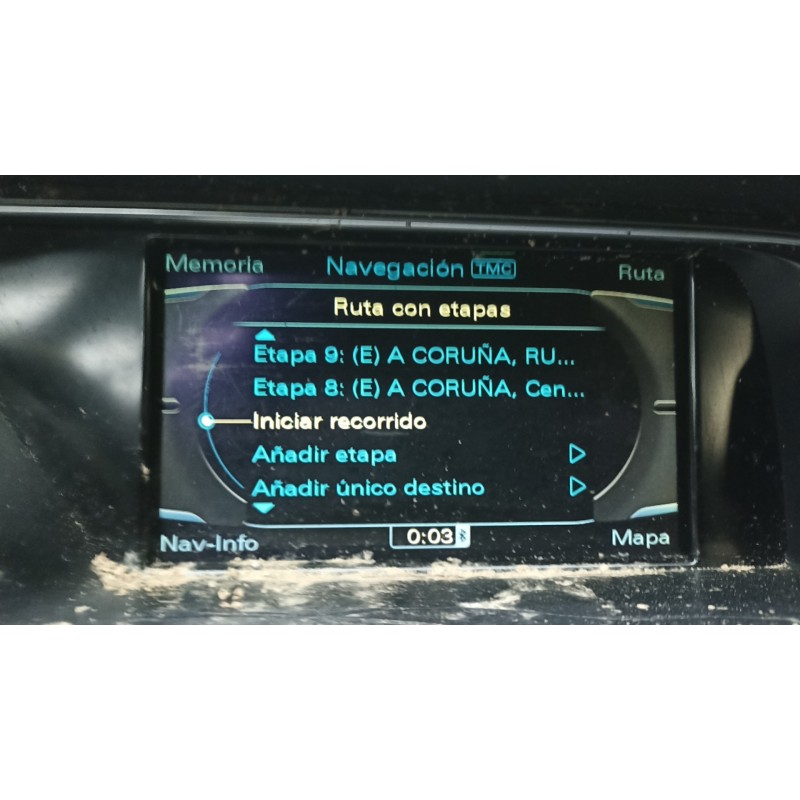 Memoria Navegación TMC Ruta
Ruta con etapas
Etapa 9: (E) A CORUÑA, RU...
Etapa 8: (E) A CORUÑA, Cen...
Iniciar recorrido
Añadir etapa
Añadir único destino
Nav-Info 0:03 Mapa